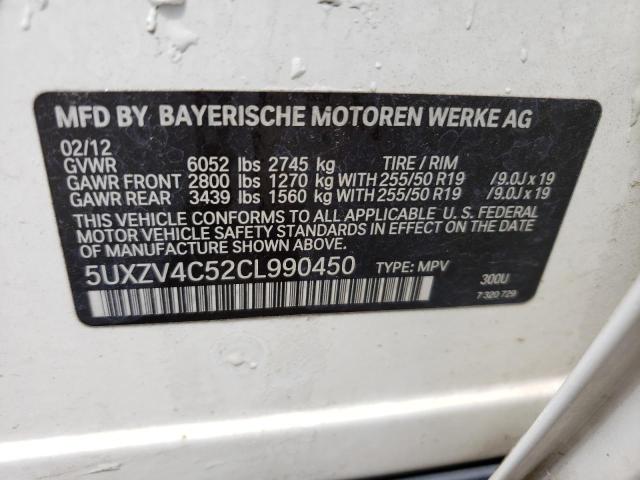 MFD BY BAYERISCHE MOTOREN WERKE AG
02/12
GVWR 6052 lbs 2745 kg TIRE / RIM
GAWR FRONT 2800 lbs 1270 kg WITH 255/50 R19 /9.0J x 19
GAWR REAR 3439 lbs 1560 kg WITH 255/50 R19 /9.0J x 19
THIS VEHICLE CONFORMS TO ALL APPLICABLE U. S. FEDERAL
MOTOR VEHICLE SAFETY STANDARDS IN EFFECT ON THE DATE OF
MANUFACTURE SHOWN ABOVE.
5UXZV4C52CL990450 TYPE: MPV 300U
7 320 729